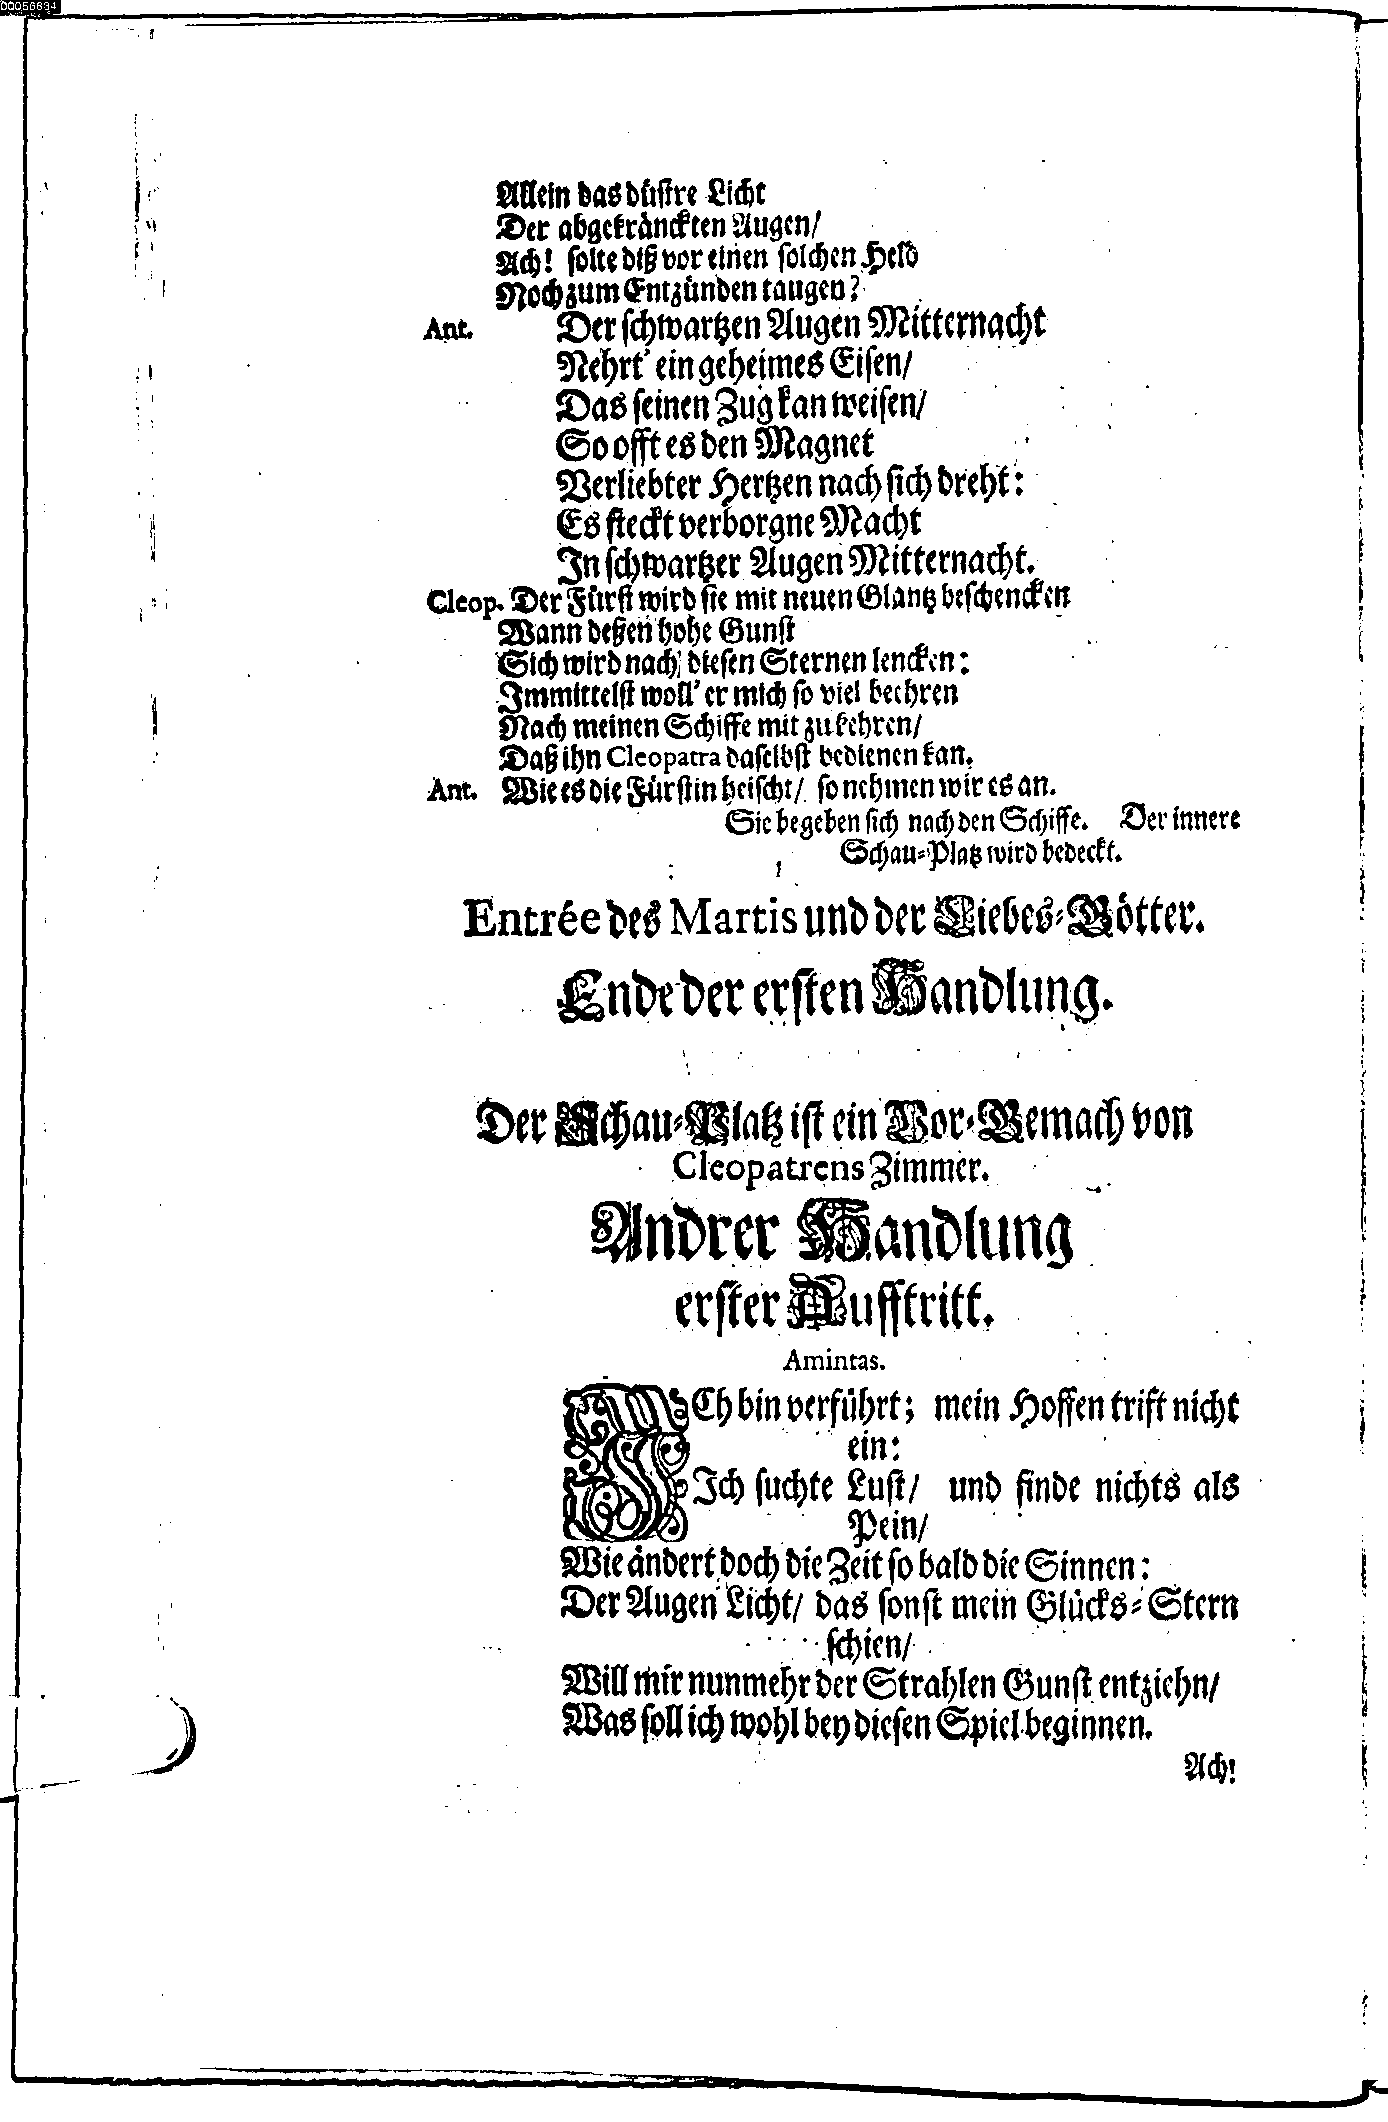 00056694
Allein das düstre Licht
Der abgekränckten Augen/
Ach! solte diß vor einen solchen Held
Noch zum Entzünden taugen?
Ant. Der schwartzen Augen Mitternacht
Nehrt' ein geheimes Eisen/
Das seinen Zug kan weisen/
So offt es den Magnet
Verliebter Hertzen nach sich dreht:
Es steckt verborgne Macht
In schwartzer Augen Mitternacht.
Cleop. Der Fürst wird sie mit neuen Glantz beschencken
Wann deßen hohe Gunst
Sich wird nach diesen Sternen lencken:
Immittelst woll' er mich so viel beehren
Nach meinen Schiffe mit zu kehren/
Daß ihn Cleopatra daselbst bedienen kan.
Ant. Wie es die Fürstin heischt/ so nehmen wir es an.
Sie begeben sich nach den Schiffe. Der innere
Schau-Platz wird bedeckt.
Entrée des Martis und der Liebes-Götter.
Ende der ersten Handlung.
Der Schau-Platz ist ein Vor-Gemach von
Cleopatrens Zimmer.
Andrer Handlung
erster Aufftritt.
Amintas.
ICh bin verführt; mein Hoffen trift nicht
ein:
Ich suchte Lust/ und finde nichts als
Pein/
Wie ändert doch die Zeit so bald die Sinnen:
Der Augen Licht/ das sonst mein Glücks-Stern
schien/
Will mir nunmehr der Strahlen Gunst entziehn/
Was soll ich wohl bey diesen Spiel beginnen.
Ach!